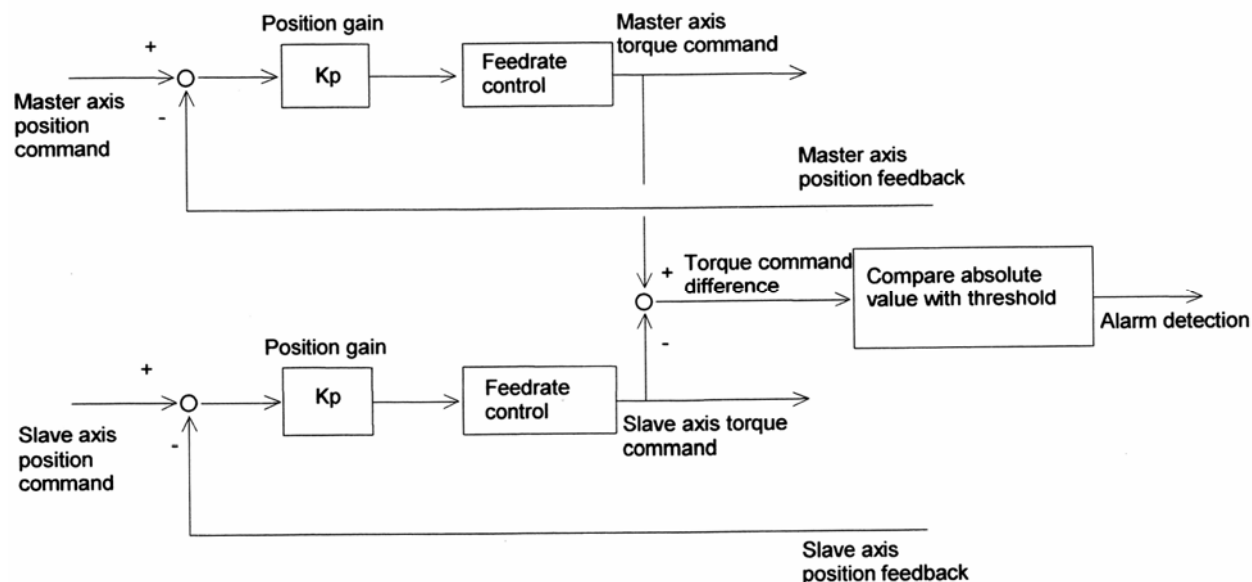 Position gain
Master axis
torque command
+
Kp
Feedrate
control
Master axis
position
command
-
Master axis
position feedback
+
Torque command
difference
Compare absolute
value with threshold
Alarm detection
-
Position gain
+
Kp
Feedrate
control
Slave axis
position
command
-
Slave axis torque
command
Slave axis
position feedback